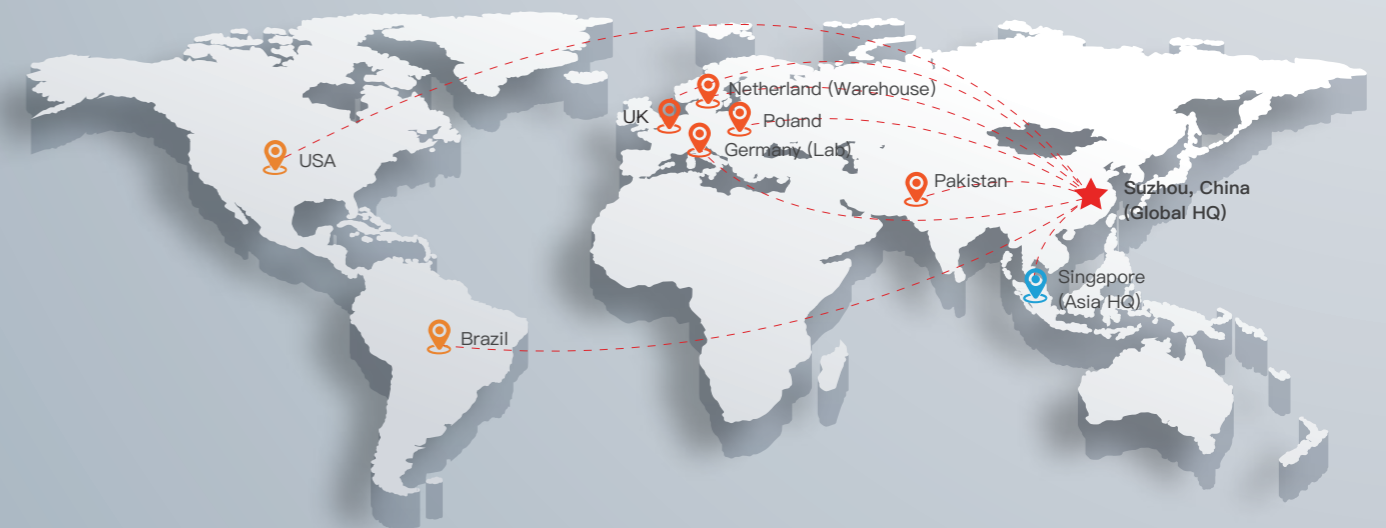 Netherland (Warehouse)
UK
Poland
Germany (Lab)
USA
Pakistan
Suzhou, China
(Global HQ)
Singapore
(Asia HQ)
Brazil